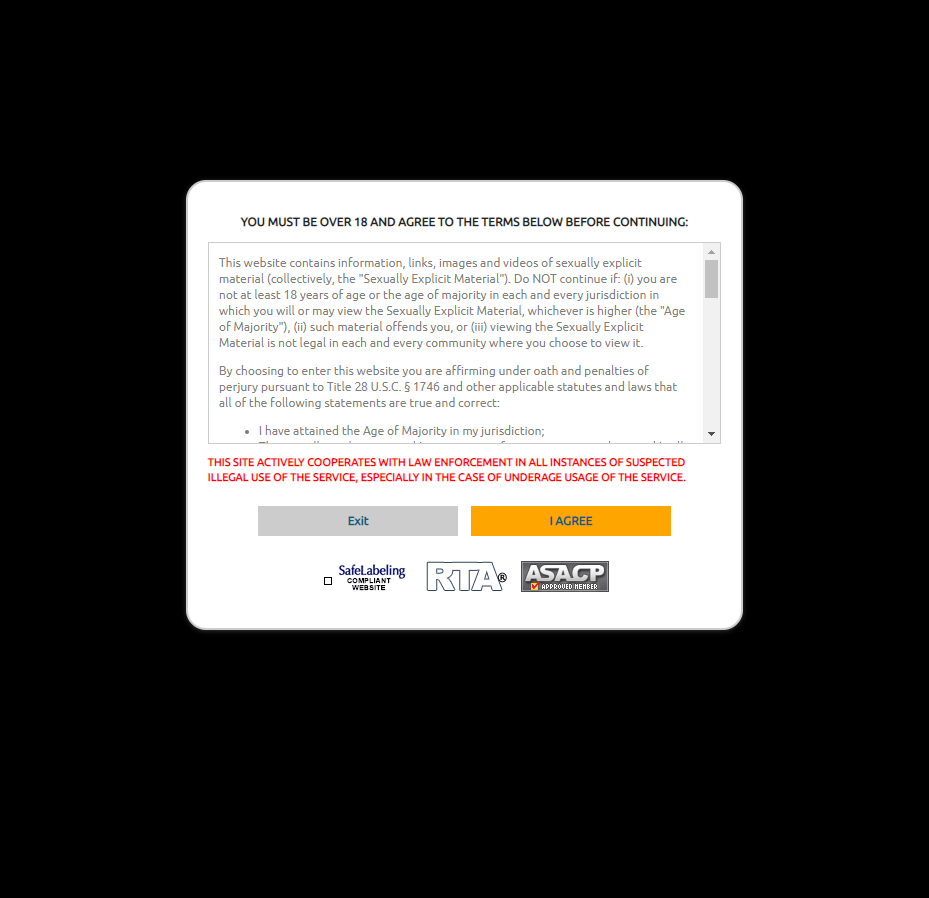 YOU MUST BE OVER 18 AND AGREE TO THE TERMS BELOW BEFORE CONTINUING:
This website contains information, links, images and videos of sexually explicit
material (collectively, the "Sexually Explicit Material"). Do NOT continue if: (i) you are
not at least 18 years of age or the age of majority in each and every jurisdiction in
which you will or may view the Sexually Explicit Material, whichever is higher (the "Age
of Majority"), (ii) such material offends you, or (iii) viewing the Sexually Explicit
Material is not legal in each and every community where you choose to view it.
By choosing to enter this website you are affirming under oath and penalties of
perjury pursuant to Title 28 U.S.C. § 1746 and other applicable statutes and laws that
all of the following statements are true and correct:
• I have attained the Age of Majority in my jurisdiction;
THIS SITE ACTIVELY COOPERATES WITH LAW ENFORCEMENT IN ALL INSTANCES OF SUSPECTED
ILLEGAL USE OF THE SERVICE, ESPECIALLY IN THE CASE OF UNDERAGE USAGE OF THE SERVICE.
Exit
I AGREE
SafeLabeling
COMPLIANT
WEBSITE
RTA®
ASACP
APPROVED MEMBER